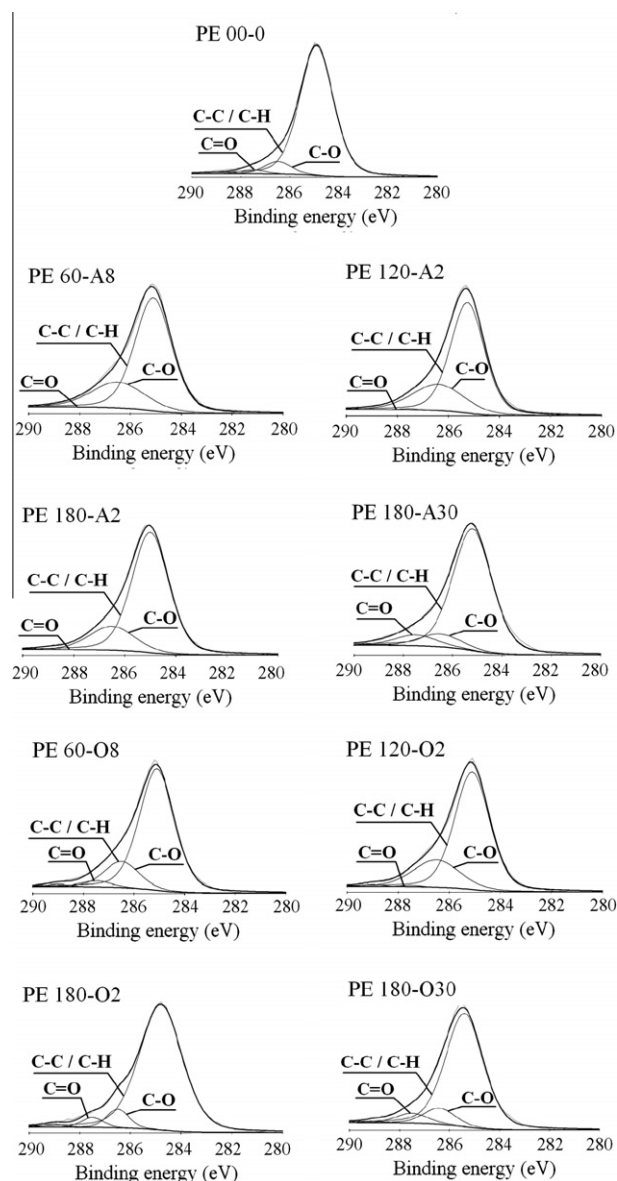 PE 00-0
C-C / C-H
C=O
C-O
290 288 286 284 282 280
Binding energy (eV)
PE 60-A8
C-C / C-H
C=O
C-O
290 288 286 284 282 280
Binding energy (eV)
PE 120-A2
C-C / C-H
C=O
C-O
290 288 286 284 282 280
Binding energy (eV)
PE 180-A2
C-C / C-H
C=O
C-O
290 288 286 284 282 280
Binding energy (eV)
PE 180-A30
C-C / C-H
C=O
C-O
290 288 286 284 282 280
Binding energy (eV)
PE 60-O8
C-C / C-H
C=O
C-O
290 288 286 284 282 280
Binding energy (eV)
PE 120-O2
C-C / C-H
C=O
C-O
290 288 286 284 282 280
Binding energy (eV)
PE 180-O2
C-C / C-H
C=O
C-O
290 288 286 284 282 280
Binding energy (eV)
PE 180-O30
C-C / C-H
C=O
C-O
290 288 286 284 282 280
Binding energy (eV)